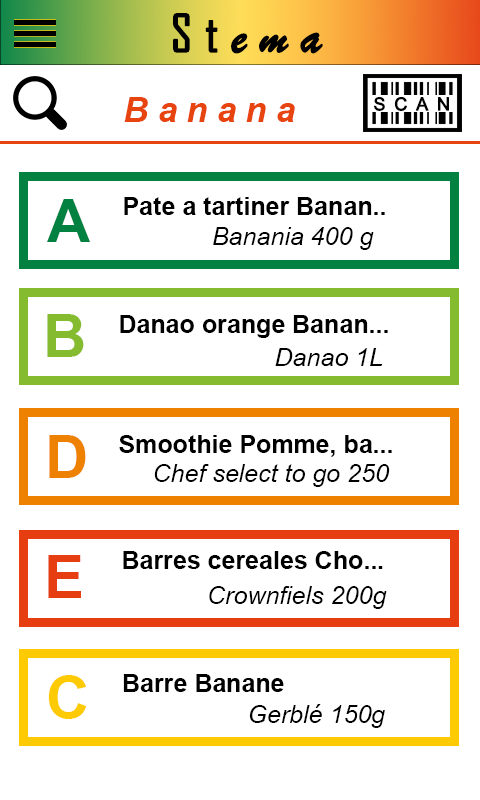 Stema
Banana
SCAN
A
Pate a tartiner Banan..
Banania 400 g
B
Danao orange Banan...
Danao 1L
D
Smoothie Pomme, ba...
Chef select to go 250
E
Barres cereales Cho...
Crownfiels 200g
C
Barre Banane
Gerblé 150g